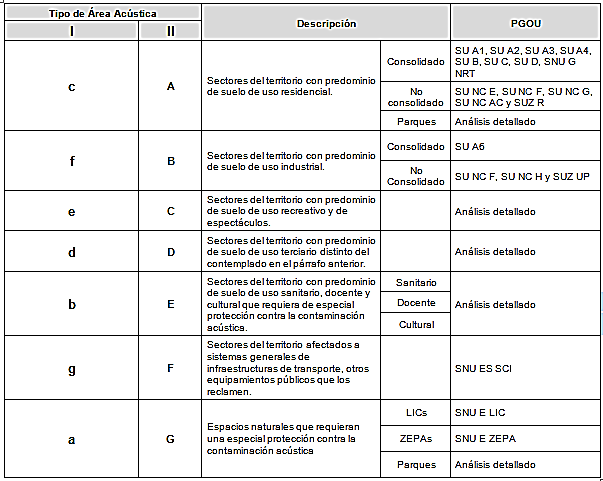 Tipo de Área Acústica
Descripción
PGOU
I
II
c
A
Sectores del territorio con predominio
de suelo de uso residencial.
Consolidado
SU A1, SU A2, SU A3, SU A4,
SU B, SU C, SU D, SNU G
NRT
No
consolidado
SU NC E, SU NC F, SU NC G,
SU NC AC y SUZ R
Parques
Análisis detallado
f
B
Sectores del territorio con predominio
de suelo de uso industrial.
Consolidado
SU A6
No
Consolidado
SU NC F, SU NC H y SUZ UP
e
C
Sectores del territorio con predominio
de suelo de uso recreativo y de
espectáculos.
Análisis detallado
d
D
Sectores del territorio con predominio
de suelo de uso terciario distinto del
contemplado en el párrafo anterior.
Análisis detallado
b
E
Sectores del territorio con predominio
de suelo de uso sanitario, docente y
cultural que requiera de especial
protección contra la contaminación
acústica.
Sanitario
Docente
Cultural
Análisis detallado
g
F
Sectores del territorio afectados a
sistemas generales de
infraestructuras de transporte, otros
equipamientos públicos que los
reclamen.
SNU ES SCI
a
G
Espacios naturales que requieran
una especial protección contra la
contaminación acústica
LICs
SNU E LIC
ZEPAs
SNU E ZEPA
Parques
Análisis detallado